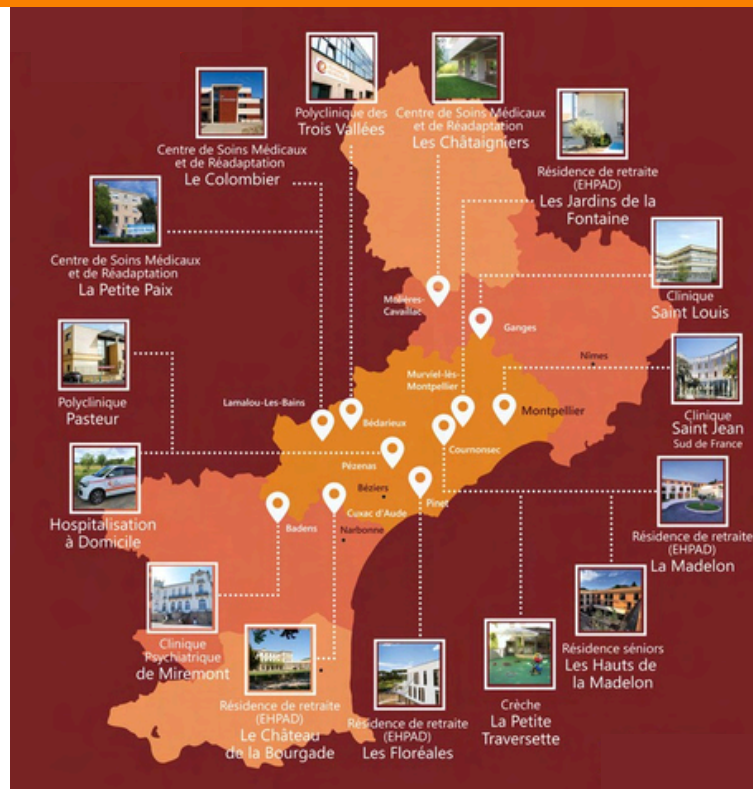 Polyclinique des
Trois Vallées
Centre de Soins Médicaux
et de Réadaptation
Les Châtaigniers
Centre de Soins Médicaux
et de Réadaptation
Le Colombier
Résidence de retraite
(EHPAD)
Les Jardins de la
Fontaine
Centre de Soins Médicaux
et de Réadaptation
La Petite Paix
Clinique
Saint Louis
Molières-
Cavaillac
Ganges
Nîmes
Murviel-lès-
Montpellier
Polyclinique
Pasteur
Lamalou-Les-Bains
Bédarieux
Montpellier
Clinique
Saint Jean
Sud de France
Cournonsec
Pézenas
Béziers
Pinet
Hospitalisation
à Domicile
Cuxac d'Aude
Badens
Narbonne
Résidence de retraite
(EHPAD)
La Madelon
Clinique
Psychiatrique
de Miremont
Résidence séniors
Les Hauts de
la Madelon
Résidence de retraite
(EHPAD)
Le Château
de la Bourgade
Résidence de retraite
(EHPAD)
Les Floréales
Crèche
La Petite
Traversette